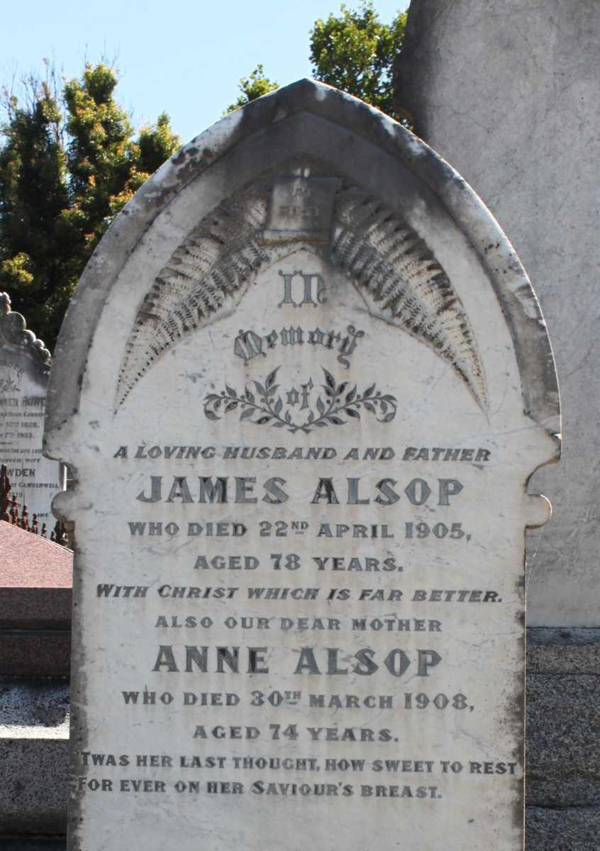 In
Memory
of
A LOVING HUSBAND AND FATHER
JAMES ALSOP
WHO DIED 22ND APRIL 1905,
AGED 78 YEARS.
WITH CHRIST WHICH IS FAR BETTER.
ALSO OUR DEAR MOTHER
ANNE ALSOP
WHO DIED 30TH MARCH 1908,
AGED 74 YEARS.
TWAS HER LAST THOUGHT, HOW SWEET TO REST
FOR EVER ON HER SAVIOUR'S BREAST.